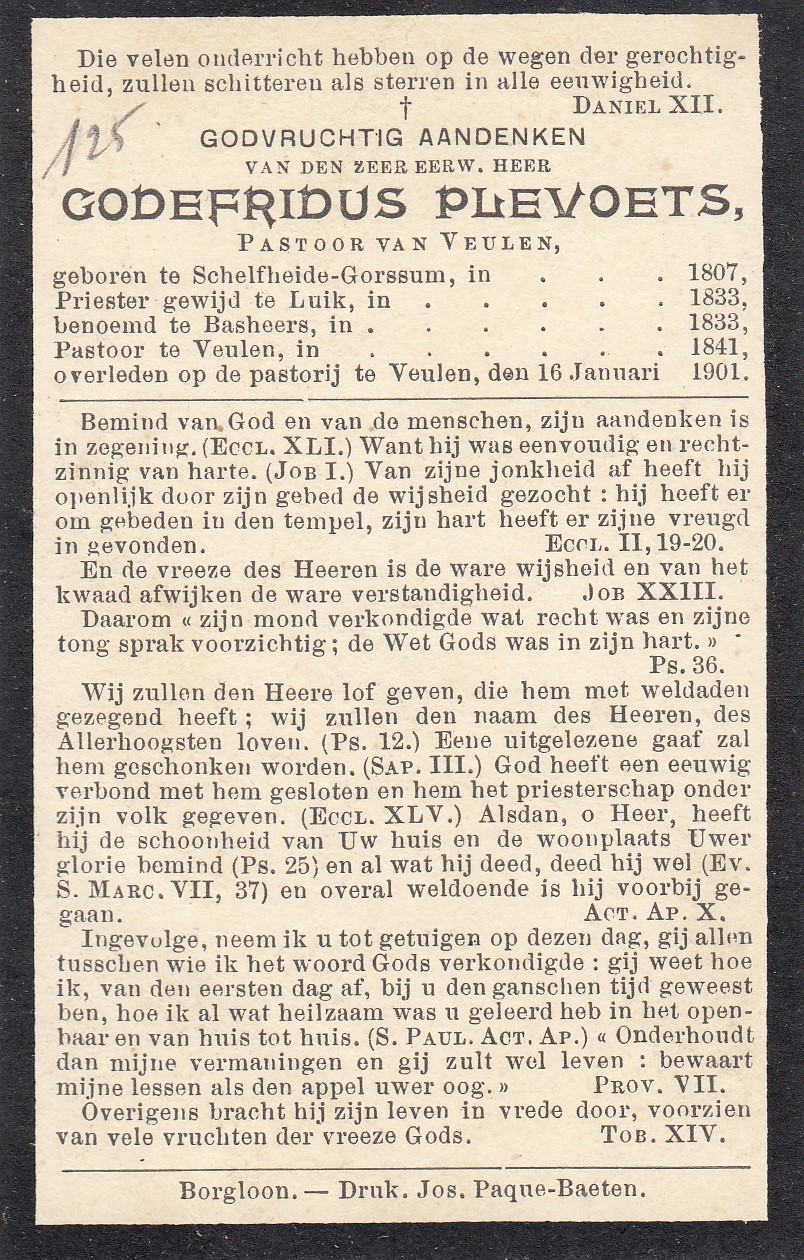 Die velen onderricht hebben op de wegen der gerechtig-
heid, zullen schitteren als sterren in alle eeuwigheid.
† DANIEL XII.
125
GODVRUCHTIG AANDENKEN
VAN DEN ZEER EERW. HEER
GODEFRIDUS PLEVOETS,
PASTOOR VAN VEULEN,
geboren te Schelfheide-Gorssum, in . . . 1807,
Priester gewijd te Luik, in . . . . . 1833,
benoemd te Basheers, in . . . . . . 1833,
Pastoor te Veulen, in . . . . . . 1841,
overleden op de pastorij te Veulen, den 16 Januari 1901.
Bemind van God en van de menschen, zijn aandenken is
in zegening. (ECCL. XLI.) Want hij was eenvoudig en recht-
zinnig van harte. (JOB I.) Van zijne jonkheid af heeft hij
openlijk door zijn gebed de wijsheid gezocht : hij heeft er
om gebeden in den tempel, zijn hart heeft er zijne vreugd
in gevonden. ECCL. II, 19-20.
En de vreeze des Heeren is de ware wijsheid en van het
kwaad afwijken de ware verstandigheid. JOB XXIII.
Daarom « zijn mond verkondigde wat recht was en zijne
tong sprak voorzichtig ; de Wet Gods was in zijn hart. »
Ps. 36.
Wij zullen den Heere lof geven, die hem met weldaden
gezegend heeft ; wij zullen den naam des Heeren, des
Allerhoogsten loven. (Ps. 12.) Eene uitgelezene gaaf zal
hem geschonken worden. (SAP. III.) God heeft een eeuwig
verbond met hem gesloten en hem het priesterschap onder
zijn volk gegeven. (ECCL. XLV.) Alsdan, o Heer, heeft
hij de schoonheid van Uw huis en de woonplaats Uwer
glorie bemind (Ps. 25) en al wat hij deed, deed hij wel (Ev.
S. MARC. VII, 37) en overal weldoende is hij voorbij ge-
gaan. ACT. AP. X.
Ingevolge, neem ik u tot getuigen op dezen dag, gij allen
tusschen wie ik het woord Gods verkondigde : gij weet hoe
ik, van den eersten dag af, bij u den ganschen tijd geweest
ben, hoe ik al wat heilzaam was u geleerd heb in het open-
baar en van huis tot huis. (S. PAUL. ACT. AP.) « Onderhoudt
dan mijne vermaningen en gij zult wel leven : bewaart
mijne lessen als den appel uwer oog. » PROV. VII.
Overigens bracht hij zijn leven in vrede door, voorzien
van vele vruchten der vreeze Gods. TOB. XIV.
Borgloon. — Druk. Jos. Paque-Baeten.